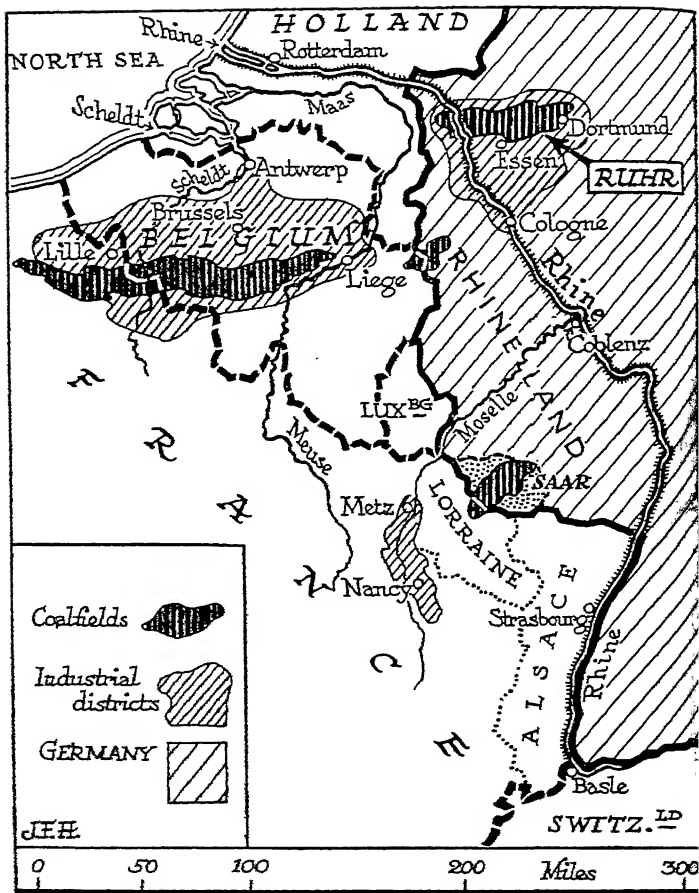 HOLLAND
Rhine
Rotterdam
NORTH SEA
Maas
Scheldt
Dortmund
Essen
RUHR
Antwerp
Scheldt
Brussels
Cologne
BELGIUM
Lille
Liege
Rhine
RHINELAND
Coblenz
LUXBG
Moselle
FRANCE
Meuse
SAAR
Metz
LORRAINE
Nancy
ALSACE
Strasbourg
Rhine
Basle
SWITZ.LD
Coalfields
Industrial
districts
GERMANY
J.F.H.
0 50 100 200 Miles 300